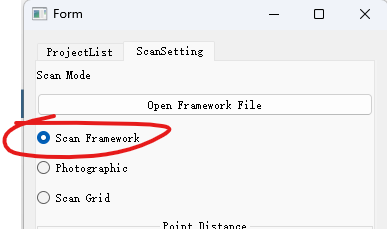 Form
ProjectList
ScanSetting
Scan Mode
Open Framework File
Scan Framework
Photographic
Scan Grid
Point Distance